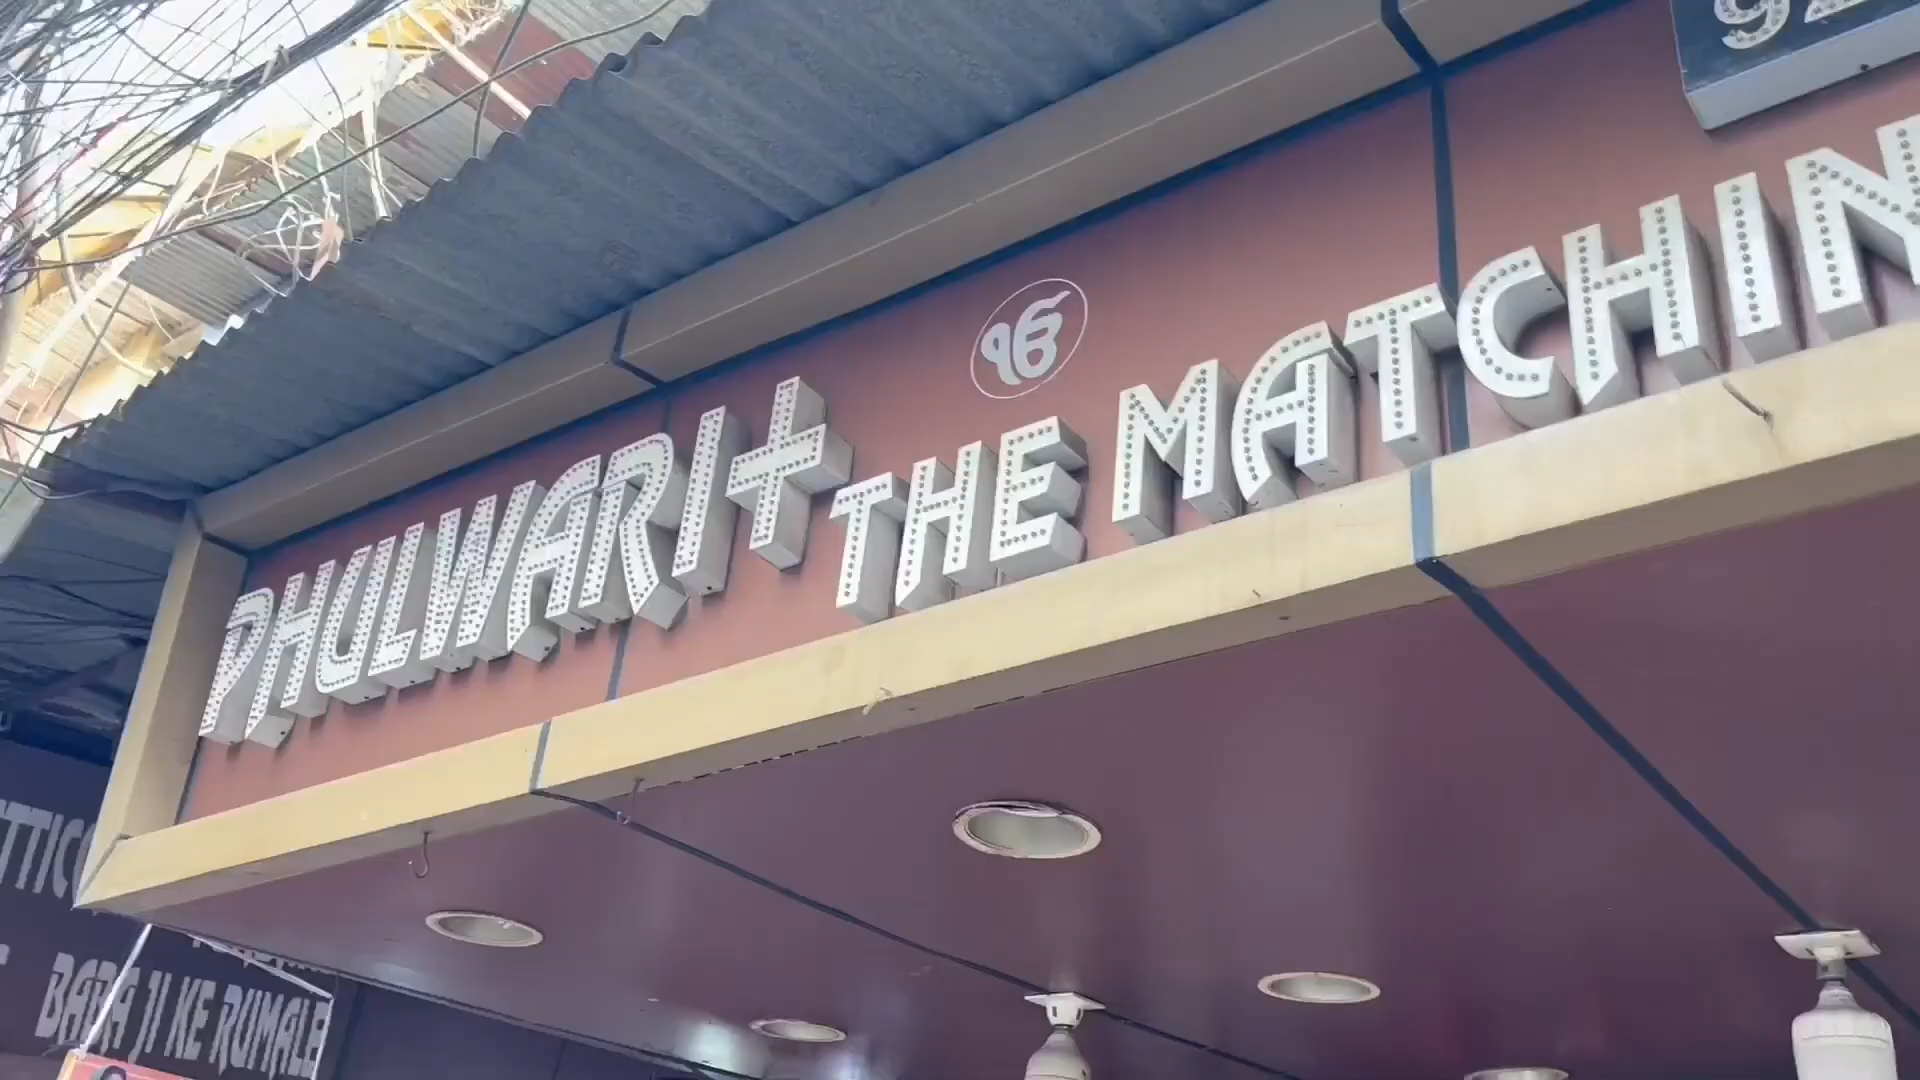 ੴ
PHULWARI + THE MATCHIN
BABA JI KE RUMALE